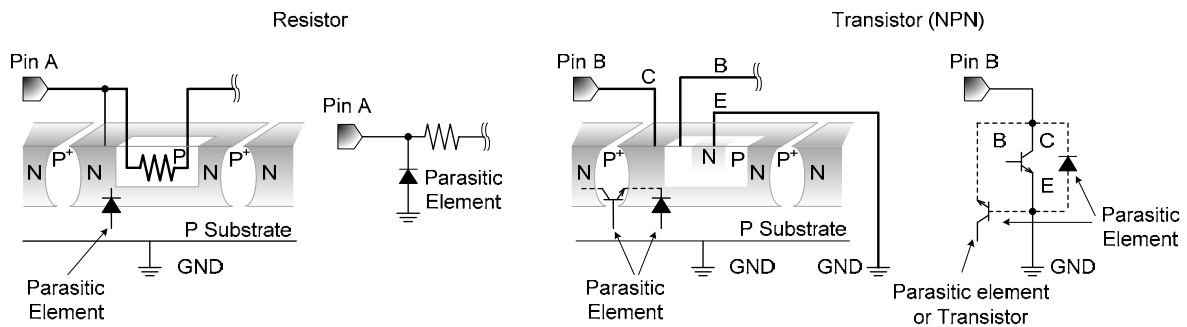 Resistor
Transistor (NPN)
Pin A
Pin A
N
P+
N
P
N
P+
N
Parasitic
Element
P Substrate
GND
Parasitic
Element
Pin B
C
B
E
N
P+
N
N
P
N
P+
N
P Substrate
GND
GND
Parasitic
Element
Pin B
B
C
E
Parasitic
Element
GND
Parasitic element
or Transistor